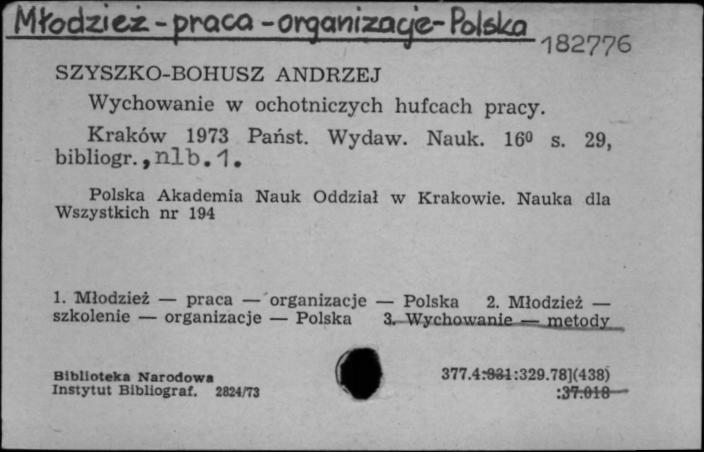 Młodzież - praca - organizacje - Polska
182776
SZYSZKO-BOHUSZ ANDRZEJ
Wychowanie w ochotniczych hufcach pracy.
Kraków 1973 Państ. Wydaw. Nauk. 16⁰ s. 29,
bibliogr., nlb. 1.
Polska Akademia Nauk Oddział w Krakowie. Nauka dla
Wszystkich nr 194
1. Młodzież — praca — organizacje — Polska 2. Młodzież —
szkolenie — organizacje — Polska 3. Wychowanie — metody
Biblioteka Narodowa
Instytut Bibliograf. 2824/73
377.4:331:329.78](438)
:37.018